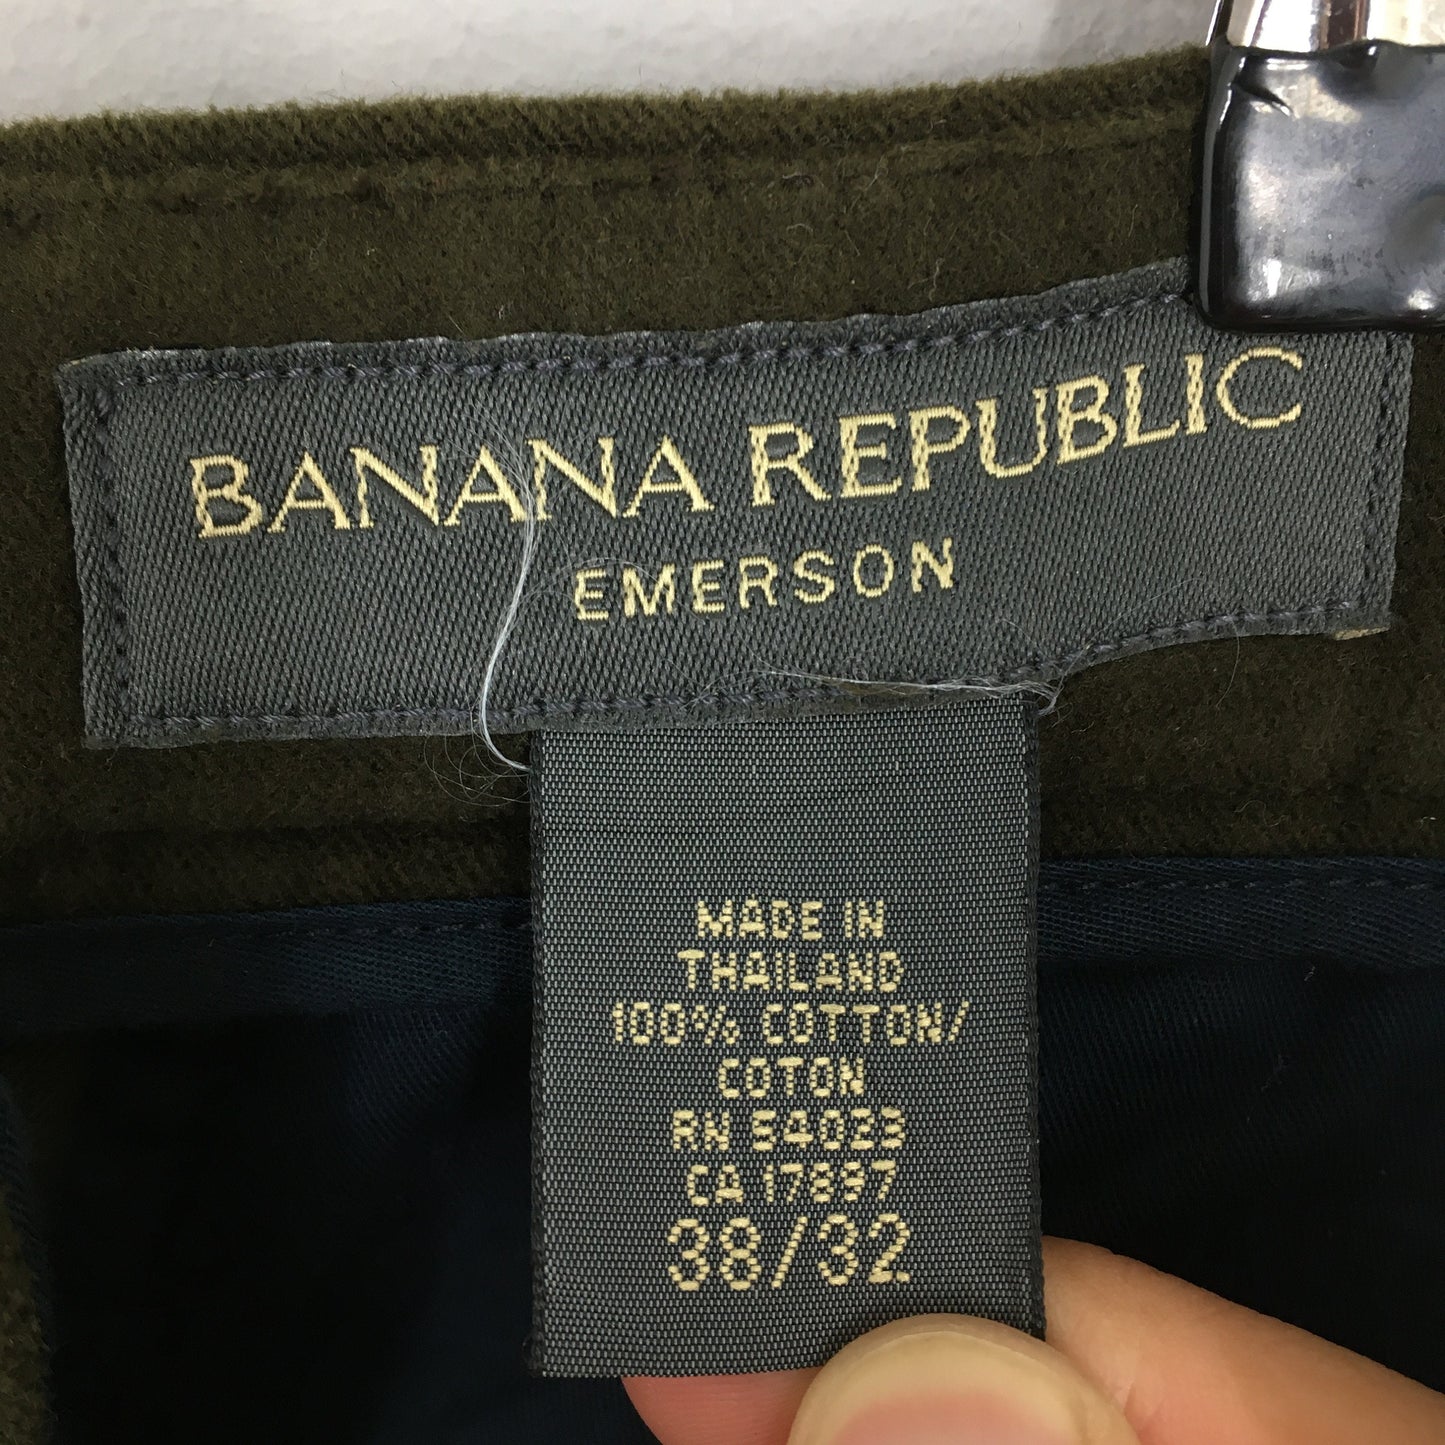 BANANA REPUBLIC
EMERSON
MADE IN
THAILAND
100% COTTON/
COTON
RN 54023
CA 17897
38/32